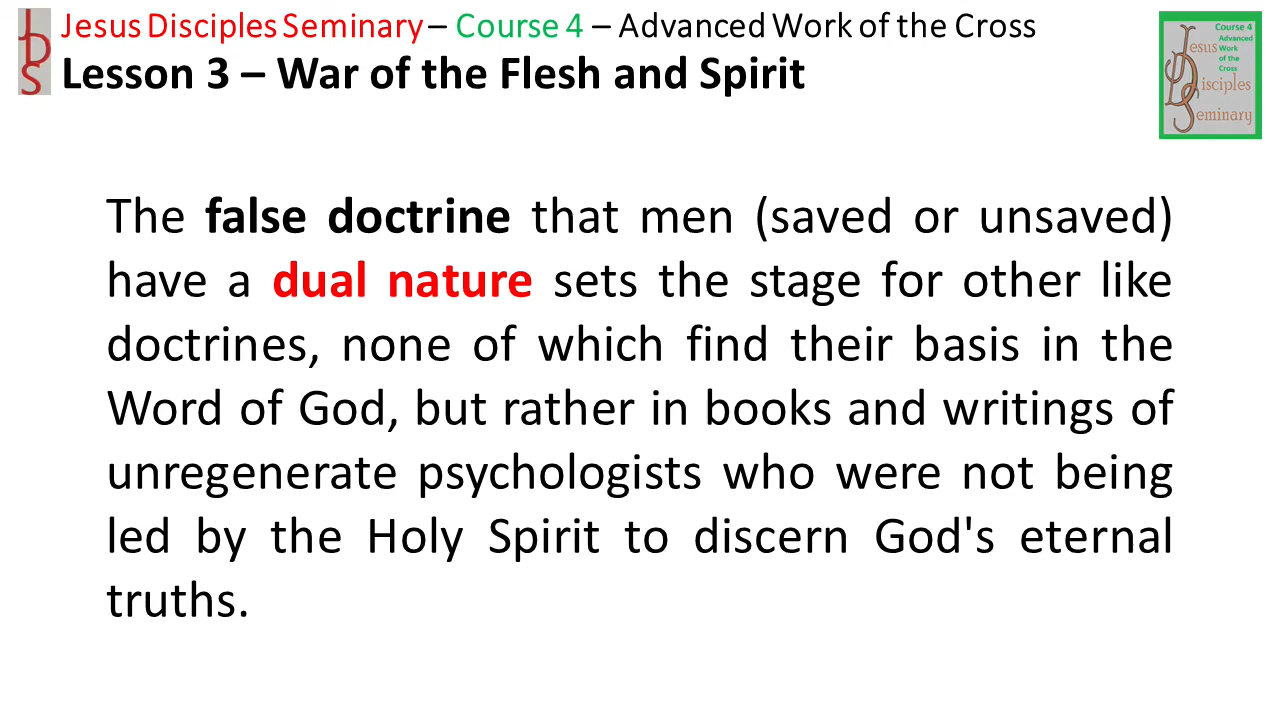 JDS
Jesus Disciples Seminary – Course 4 – Advanced Work of the Cross
Lesson 3 – War of the Flesh and Spirit
Course 4
Advanced
Work
of the
Cross
Jesus
Disciples
Seminary
The false doctrine that men (saved or unsaved)
have a dual nature sets the stage for other like
doctrines, none of which find their basis in the
Word of God, but rather in books and writings of
unregenerate psychologists who were not being
led by the Holy Spirit to discern God's eternal
truths.